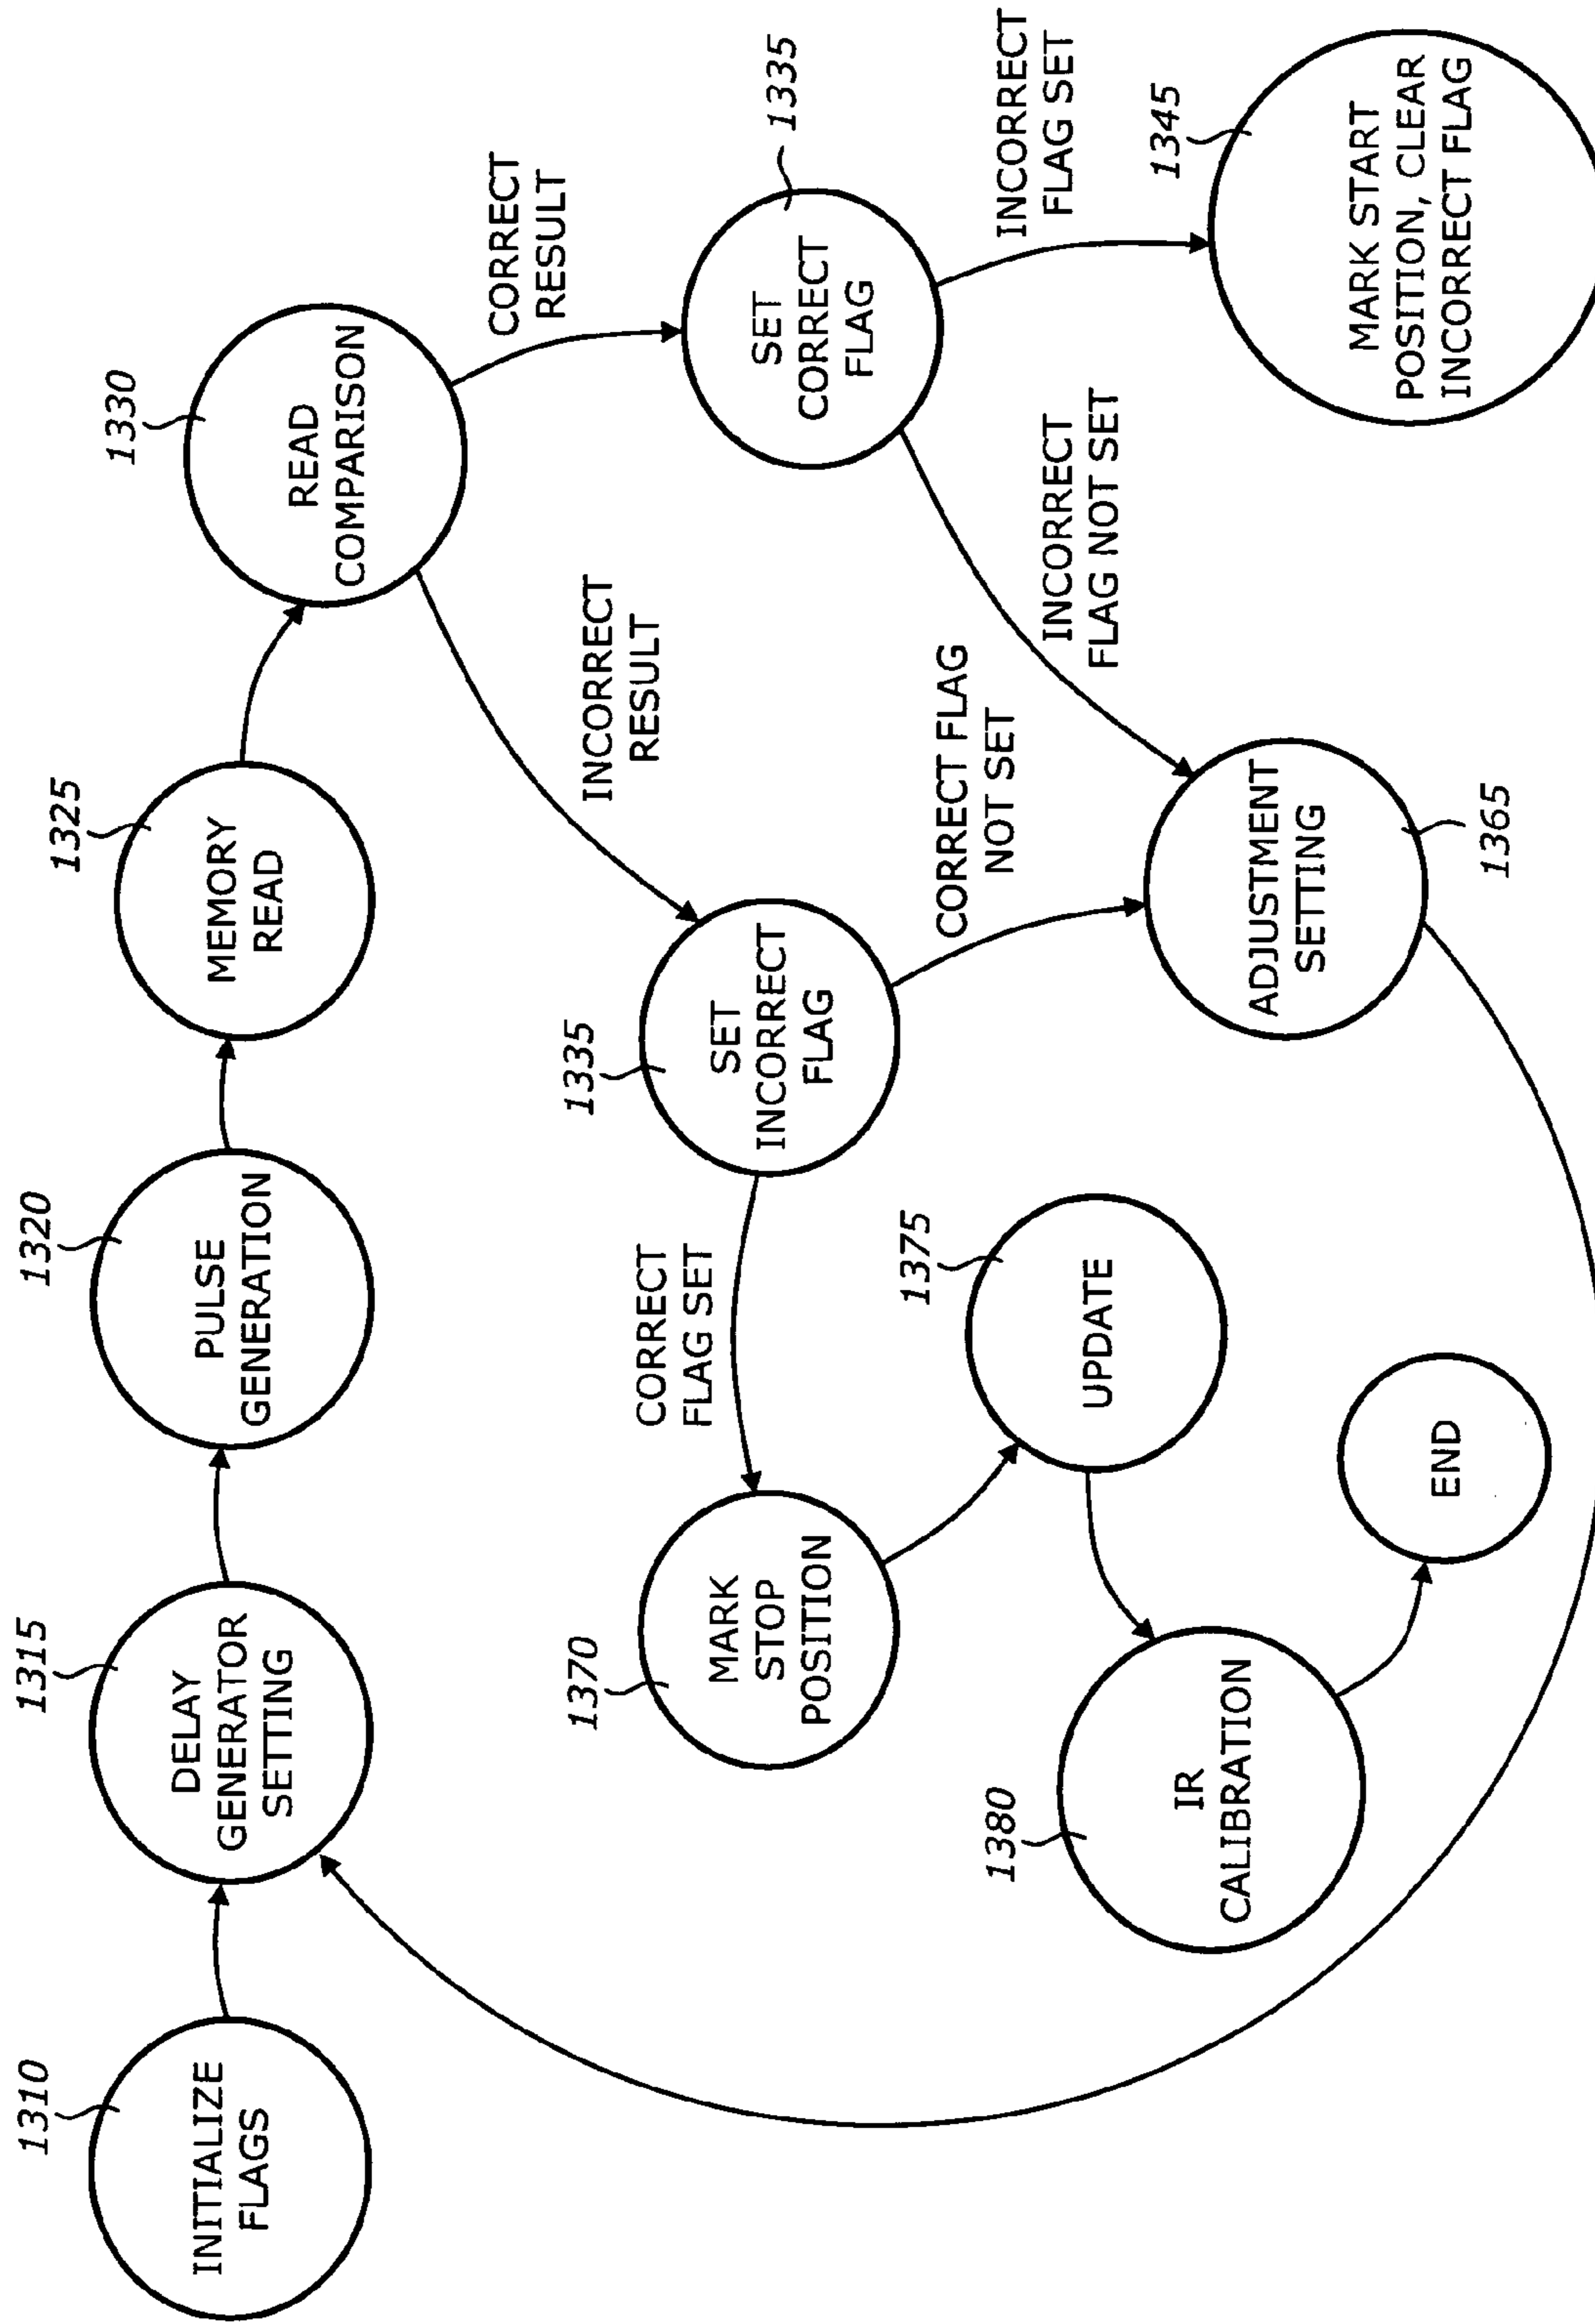 1310
INITIALIZE
FLAGS
1315
DELAY
GENERATOR
SETTING
1320
PULSE
GENERATION
1325
MEMORY
READ
1330
READ
COMPARISON
CORRECT
RESULT
INCORRECT
RESULT
1335
SET
CORRECT
FLAG
1335
SET
INCORRECT
FLAG
INCORRECT
FLAG SET
1345
MARK START
POSITION, CLEAR
INCORRECT FLAG
INCORRECT
FLAG NOT SET
CORRECT FLAG
NOT SET
ADJUSTMENT
SETTING
1365
CORRECT
FLAG SET
1370
MARK
STOP
POSITION
1375
UPDATE
1380
IR
CALIBRATION
END